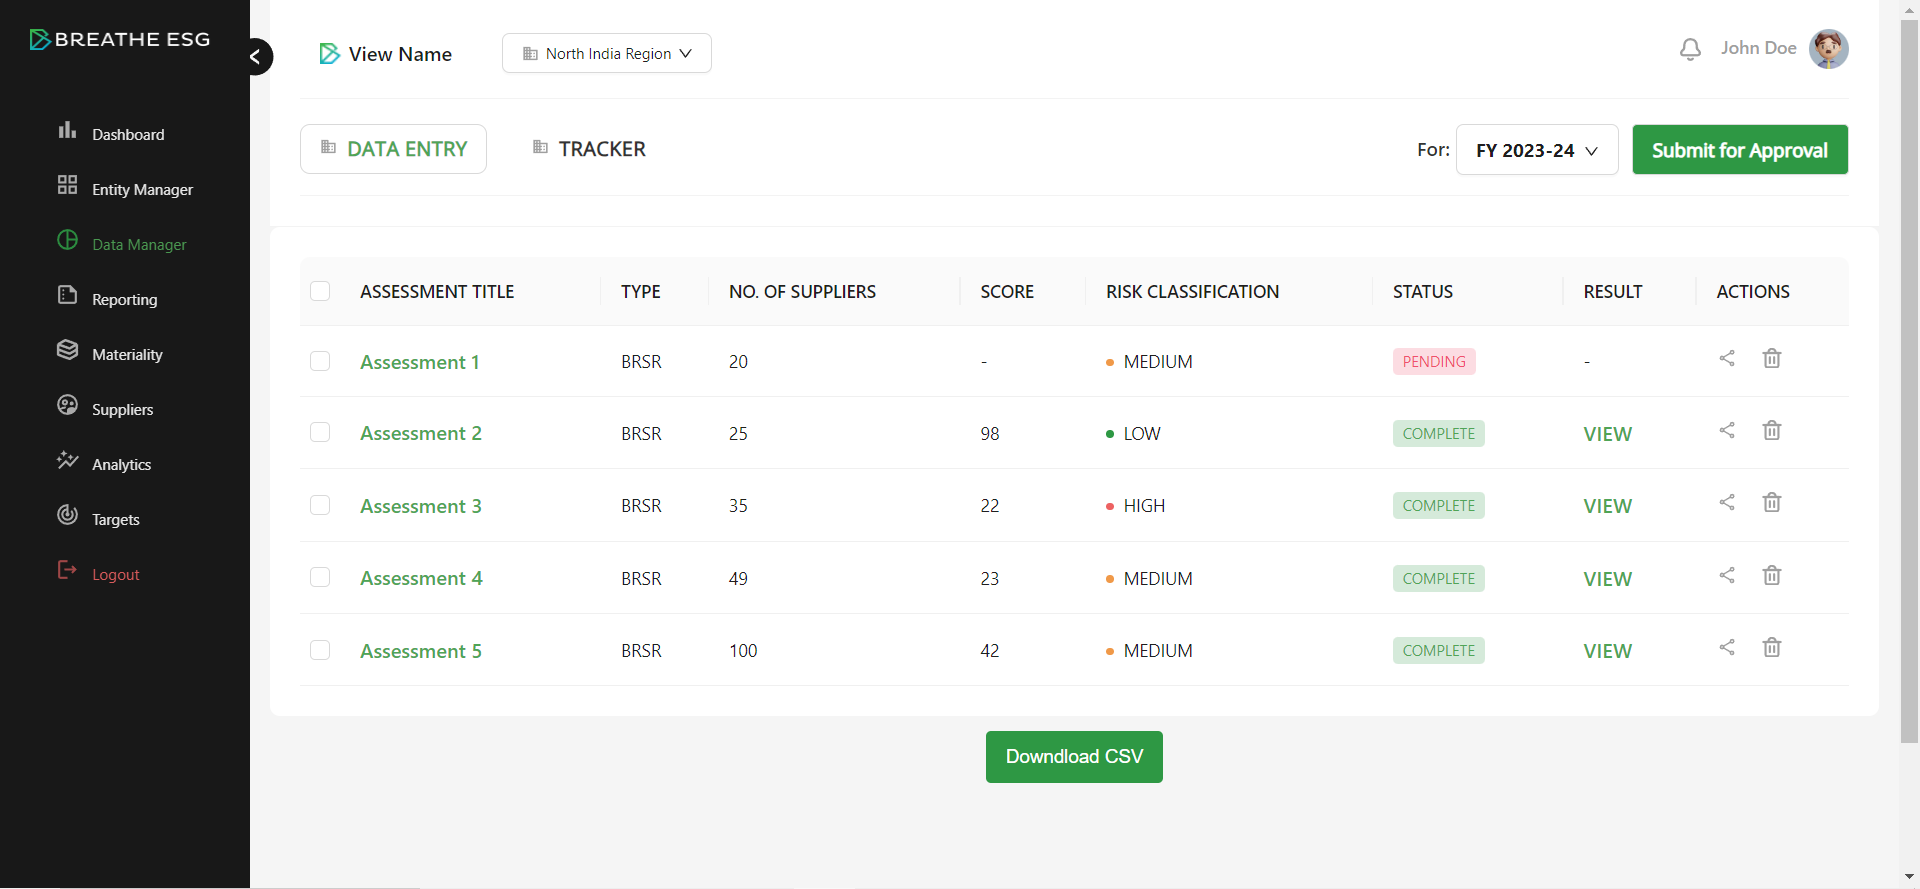 BREATHE ESG
View Name
North India Region
John Doe
DATA ENTRY
TRACKER
For:
FY 2023-24
Submit for Approval
Dashboard
Entity Manager
Data Manager
Reporting
Materiality
Suppliers
Analytics
Targets
Logout
ASSESSMENT TITLE TYPE NO. OF SUPPLIERS SCORE RISK CLASSIFICATION STATUS RESULT ACTIONS
Assessment 1 BRSR 20 - MEDIUM PENDING -
Assessment 2 BRSR 25 98 LOW COMPLETE VIEW
Assessment 3 BRSR 35 22 HIGH COMPLETE VIEW
Assessment 4 BRSR 49 23 MEDIUM COMPLETE VIEW
Assessment 5 BRSR 100 42 MEDIUM COMPLETE VIEW
Downdload CSV